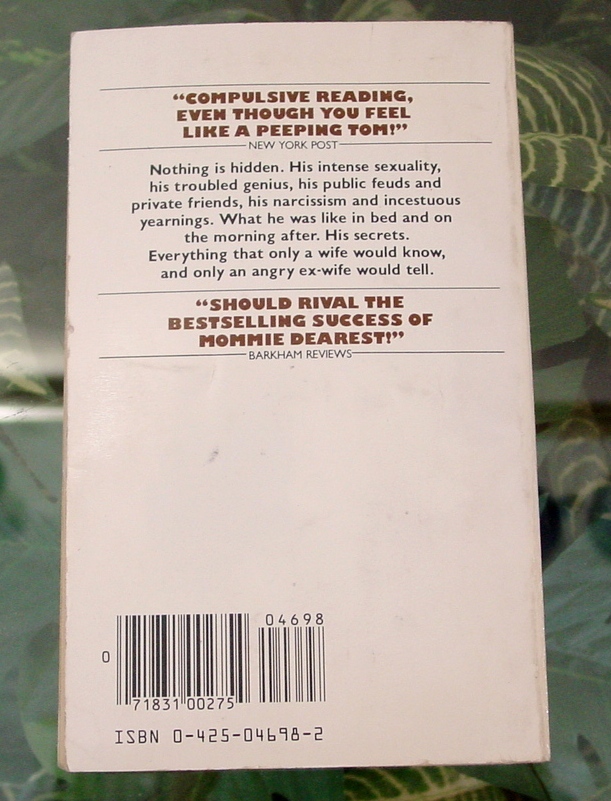 “COMPULSIVE READING,
EVEN THOUGH YOU FEEL
LIKE A PEEPING TOM!”
NEW YORK POST
Nothing is hidden. His intense sexuality,
his troubled genius, his public feuds and
private friends, his narcissism and incestuous
yearnings. What he was like in bed and on
the morning after. His secrets.
Everything that only a wife would know,
and only an angry ex-wife would tell.
“SHOULD RIVAL THE
BESTSELLING SUCCESS OF
MOMMIE DEAREST!”
BARKHAM REVIEWS
04698
0
71831 00275
ISBN 0-425-04698-2